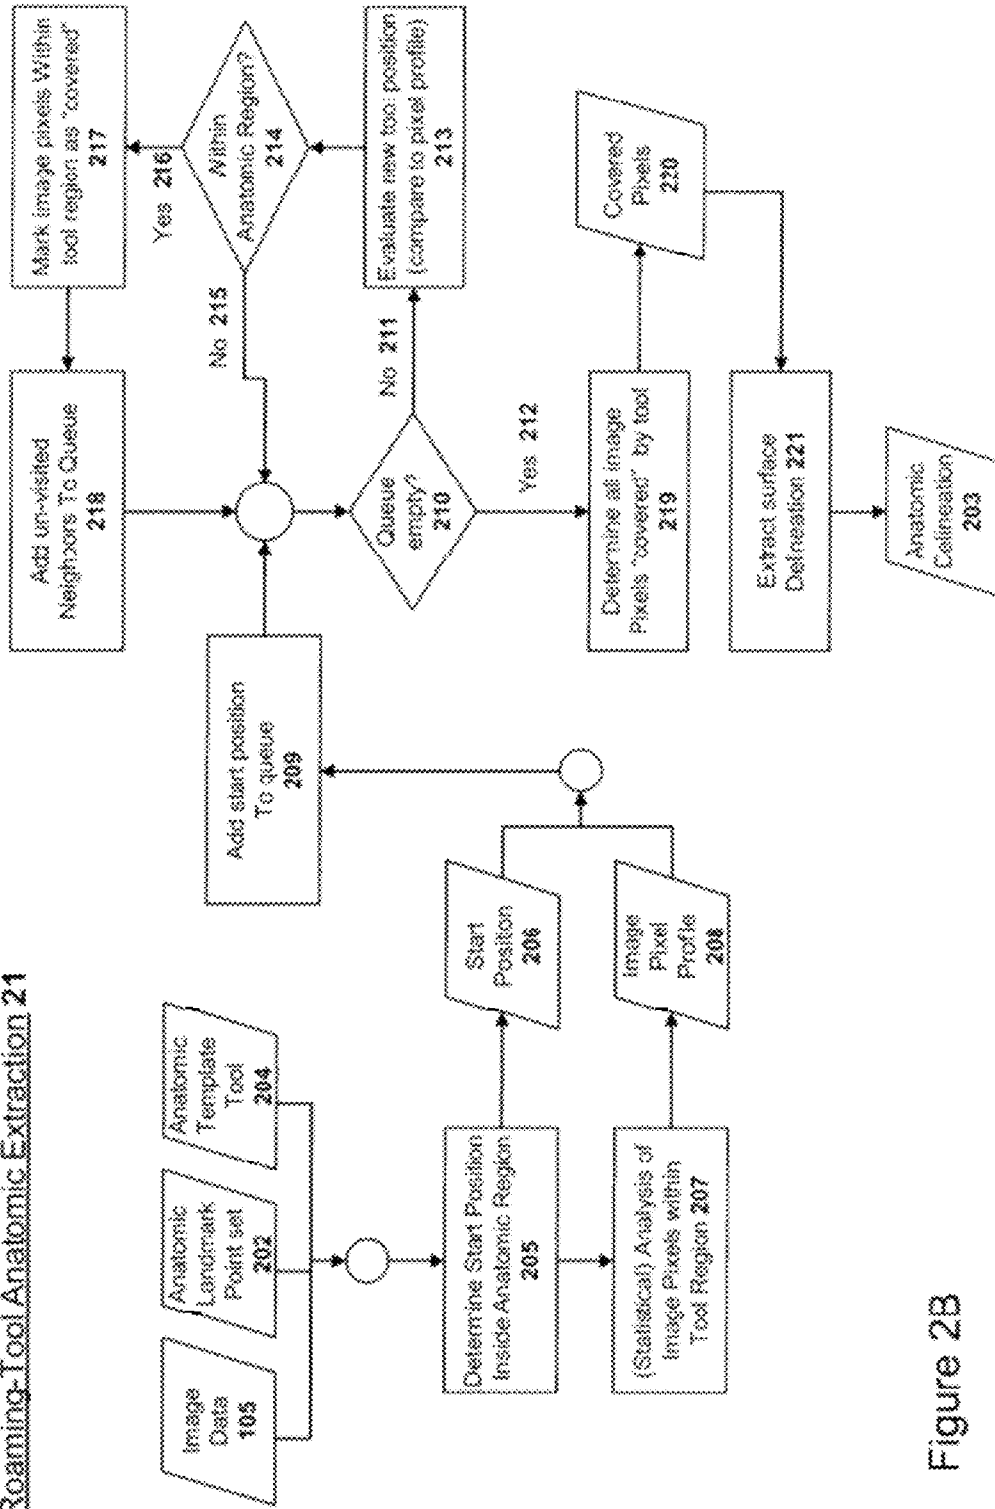 Roaming-Tool Anatomic Extraction 21
Image
Data
105
Anatomic
Landmark
Point set
202
Anatomic
Template
Tool
204
Determine Start Position
Inside Anatomic Region
205
(Statistical) Analysis of
Image Pixels within
Tool Region 207
Start
Position
206
Image
Pixel
Profile
208
Add start position
To queue
209
Add un-visited
Neighbors To Queue
218
Mark image pixels Within
tool region as "covered"
217
Yes 216
Within
Anatomic Region?
214
No 215
Evaluate new tool position
(compare to pixel profile)
213
No 211
Queue
empty?
210
Yes 212
Determine all image
Pixels "covered" by tool
219
Covered
Pixels
220
Extract surface
Delineation 221
Anatomic
Delineation
203
Figure 2B